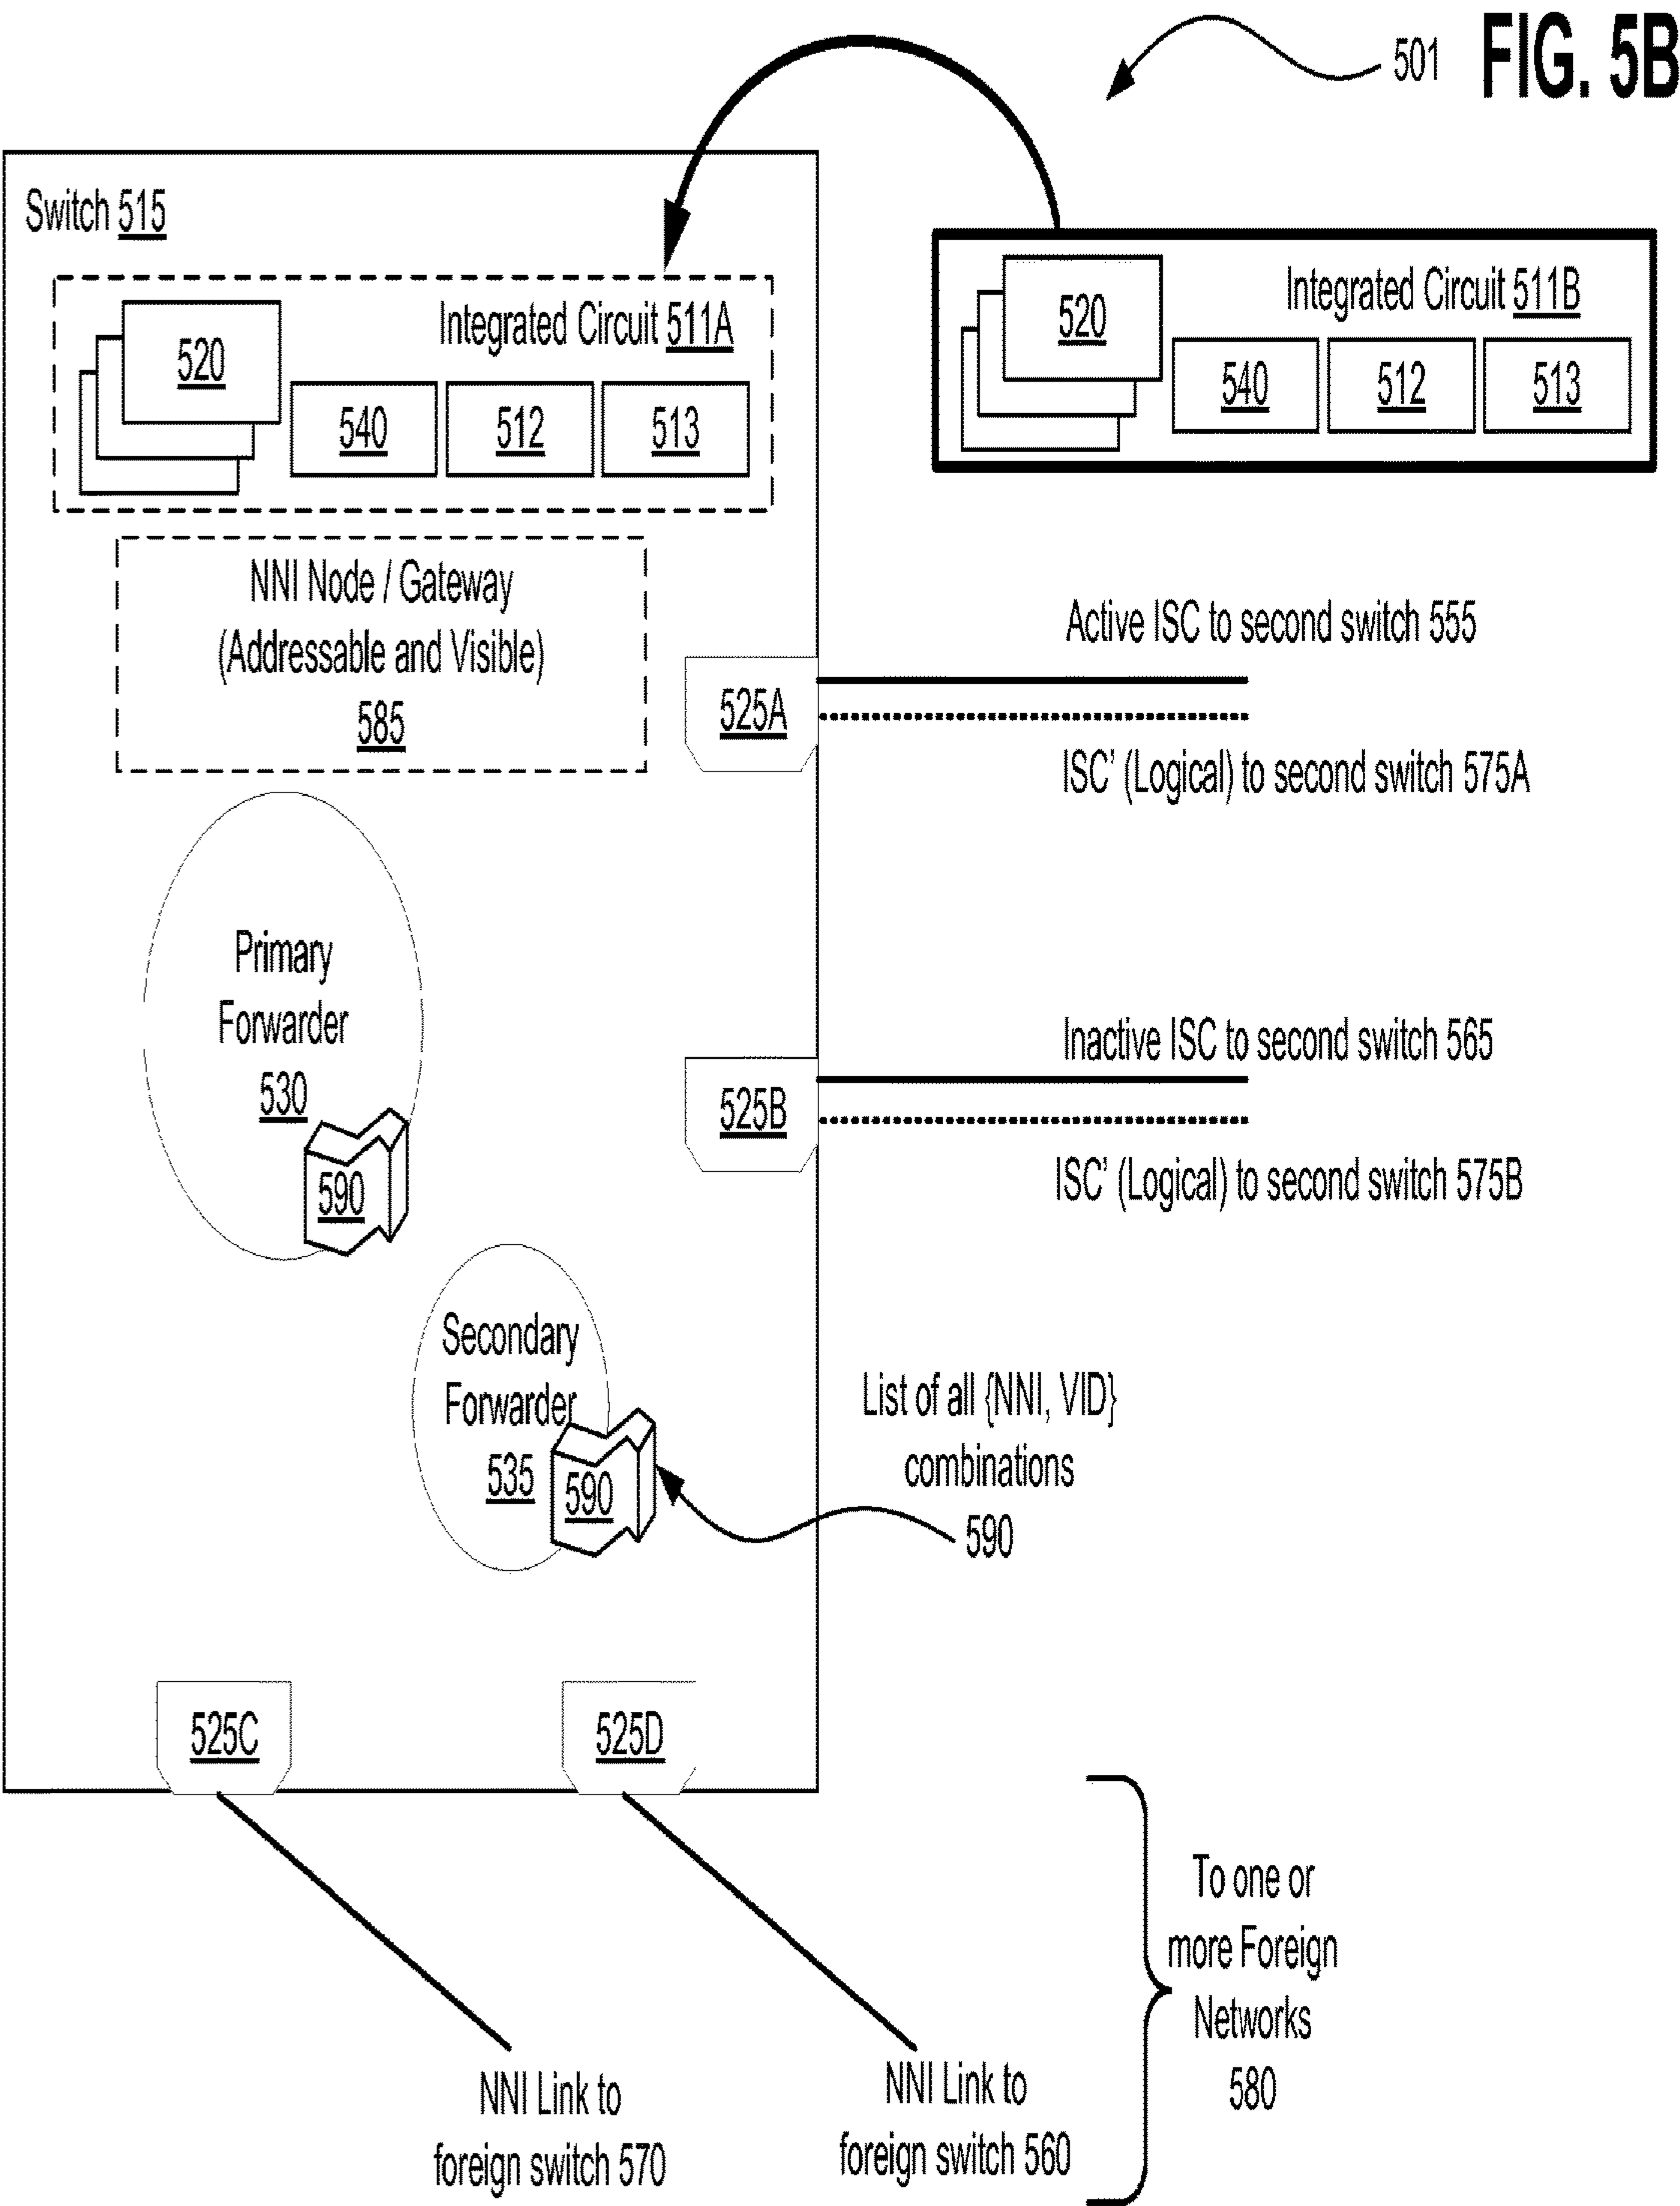 501
FIG. 5B
Switch 515
Integrated Circuit 511A
520
540
512
513
Integrated Circuit 511B
520
540
512
513
NNI Node / Gateway
(Addressable and Visible)
585
525A
Active ISC to second switch 555
ISC' (Logical) to second switch 575A
Primary
Forwarder
530
590
525B
Inactive ISC to second switch 565
ISC' (Logical) to second switch 575B
Secondary
Forwarder
535
590
List of all {NNI, VID}
combinations
590
525C
525D
NNI Link to
foreign switch 570
NNI Link to
foreign switch 560
To one or
more Foreign
Networks
580